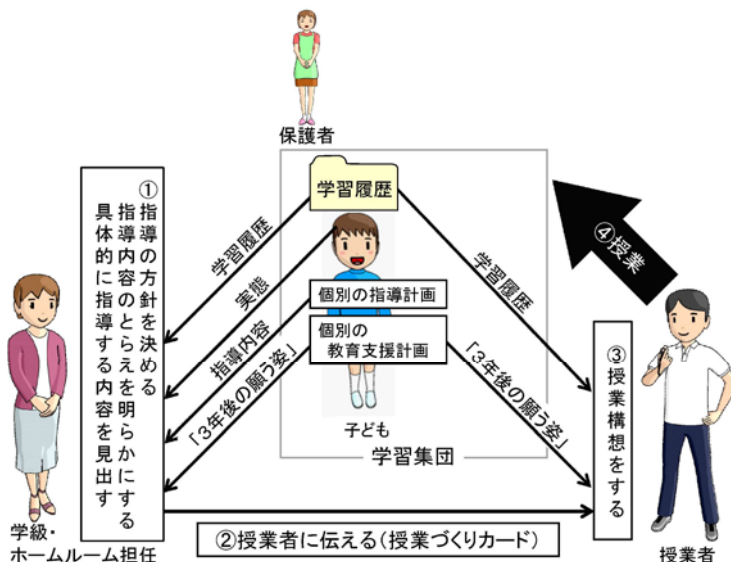 保護者
学習履歴
①指導の方針を決める
指導内容のとらえを明らかにする
具体的に指導する内容を見出す
学習履歴
実態
指導内容
「3年後の願う姿」
個別の指導計画
個別の
教育支援計画
子ども
学習集団
学習履歴
「3年後の願う姿」
④授業
③授業構想をする
②授業者に伝える(授業づくりカード)
学級・
ホームルーム担任
授業者